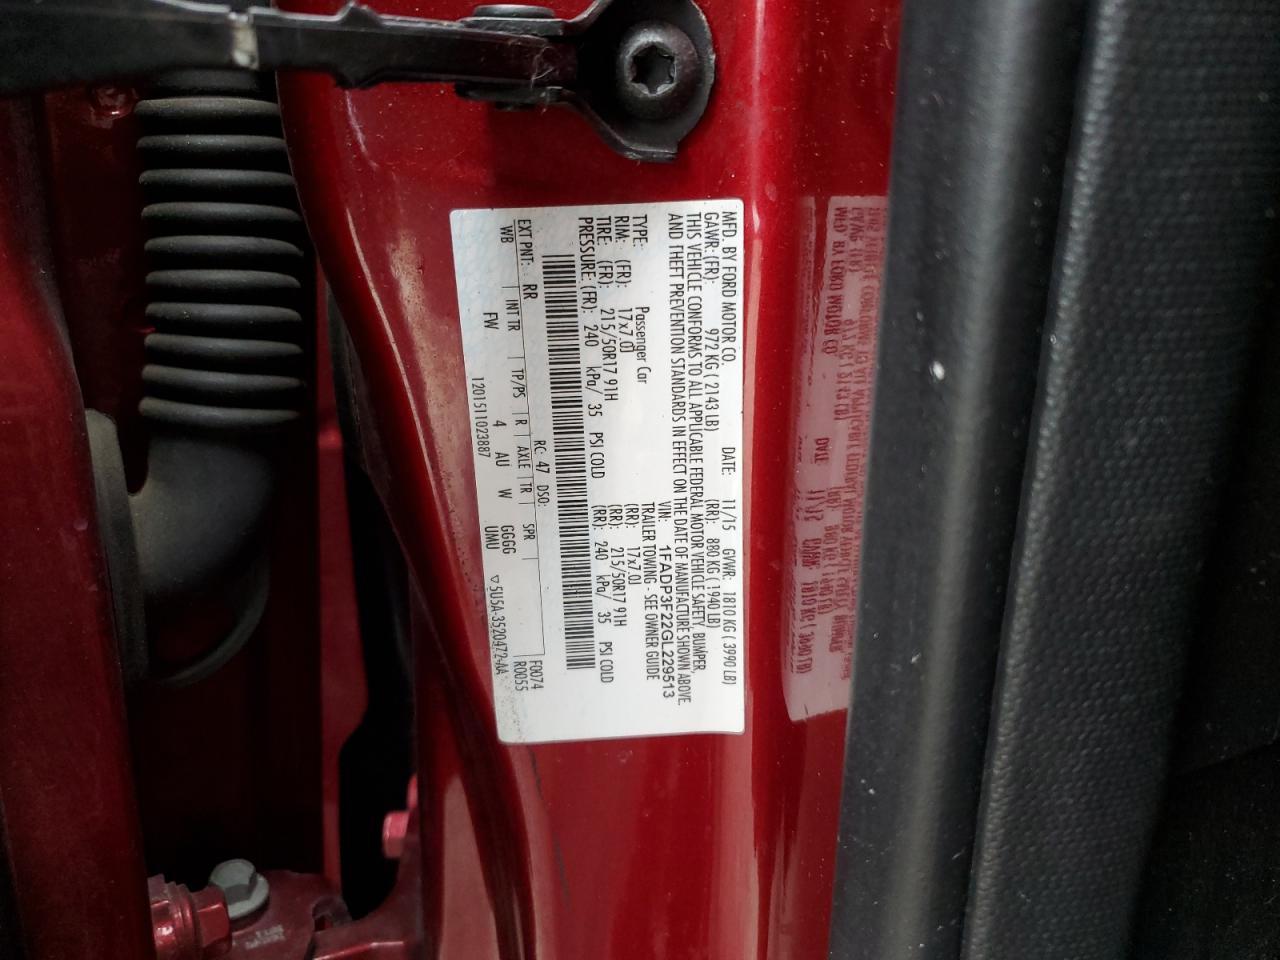 MFD. BY FORD MOTOR CO.
DATE: 11/15 GVWR: 1810 KG ( 3990 LB)
GAWR: (FR): 972 KG ( 2143 LB) (RR): 880 KG ( 1940 LB)
THIS VEHICLE CONFORMS TO ALL APPLICABLE FEDERAL MOTOR VEHICLE SAFETY, BUMPER,
AND THEFT PREVENTION STANDARDS IN EFFECT ON THE DATE OF MANUFACTURE SHOWN ABOVE.
VIN: 1FADP3F22GL229513
TYPE: Passenger Car TRAILER TOWING - SEE OWNER GUIDE
RIM: (FR): 17x7.0J (RR): 17x7.0J
TIRE: (FR): 215/50R17 91H (RR): 215/50R17 91H
PRESSURE: (FR): 240 kPa/ 35 PSI COLD (RR): 240 kPa/ 35 PSI COLD
EXT PNT: RR RC: 47 DSO: F0074
WB INT TR TP/PS R AXLE TR SPR R0055
FW 4 AU W GGGG
UMU
1201511023887 ▽5U5A-3520472-AA